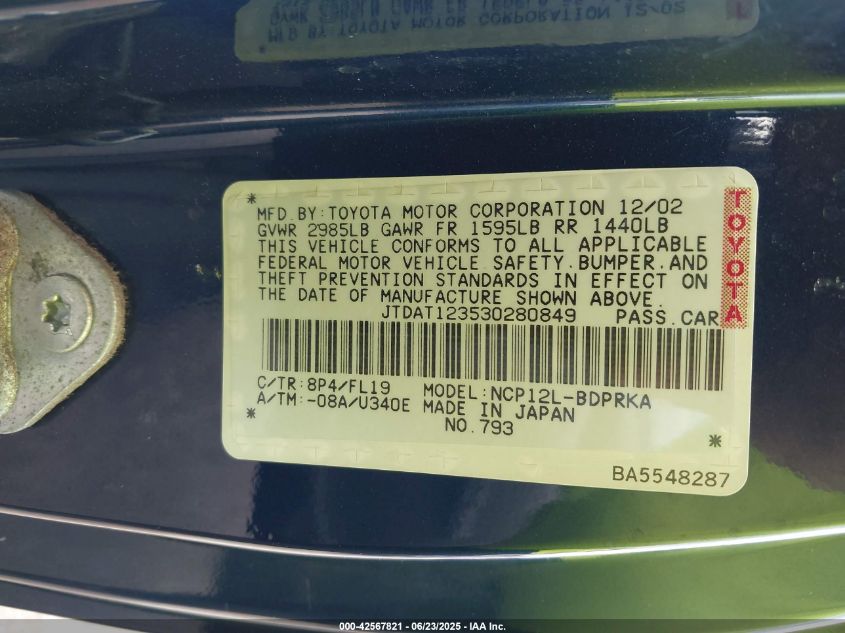 * MFD.BY:TOYOTA MOTOR CORPORATION 12/02
GVWR 2985LB GAWR FR 1595LB RR 1440LB
THIS VEHICLE CONFORMS TO ALL APPLICABLE
FEDERAL MOTOR VEHICLE SAFETY.BUMPER.AND
THEFT PREVENTION STANDARDS IN EFFECT ON
THE DATE OF MANUFACTURE SHOWN ABOVE.
JTDAT123530280849 PASS.CAR
TOYOTA
C/TR:8P4/FL19 MODEL:NCP12L-BDPRKA
A/TM:-08A/U340E MADE IN JAPAN
* NO.793 *
BA5548287
000-42567821 | 06/23/2025 | IAA Inc.